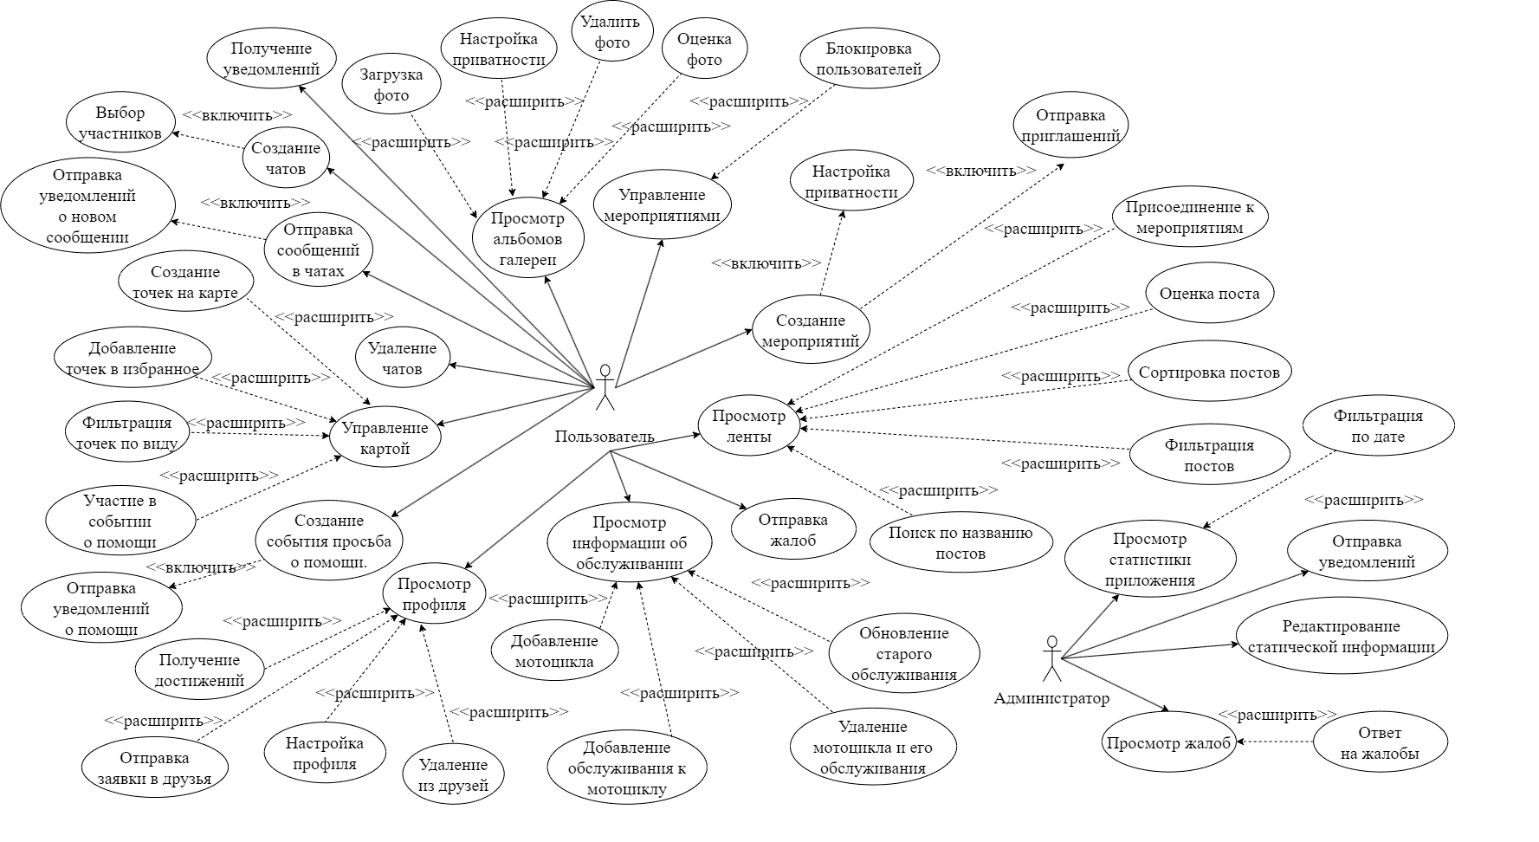 Получение
уведомлений
Загрузка
фото
Настройка
приватности
Удалить
фото
Оценка
фото
Блокировка
пользователей
Выбор
участников
<<включить>>
Создание
чатов
<<расширить>>
<<расширить>>
<<расширить>>
<<расширить>>
<<расширить>>
Отправка
приглашений
Отправка
уведомлений
о новом
сообщении
<<включить>>
Отправка
сообщений
в чатах
Просмотр
альбомов
галереи
Управление
мероприятиями
Настройка
приватности
<<включить>>
<<включить>>
Создание
мероприятий
Присоединение к
мероприятиям
<<расширить>>
Оценка поста
<<расширить>>
Создание
точек на карте
<<расширить>>
Удаление
чатов
Добавление
точек в избранное
<<расширить>>
Сортировка постов
<<расширить>>
Фильтрация
точек по виду
<<расширить>>
Управление
картой
Пользователь
Просмотр
ленты
Фильтрация
постов
<<расширить>>
Фильтрация
по дате
<<расширить>>
Участие в
событии
о помощи
<<расширить>>
Создание
события просьба
о помощи.
Просмотр
информации об
обслуживании
Отправка
жалоб
<<расширить>>
Поиск по названию
постов
Просмотр
статистики
приложения
Отправка
уведомлений
<<включить>>
Отправка
уведомлений
о помощи
Просмотр
профиля
<<расширить>>
<<расширить>>
<<расширить>>
Добавление
мотоцикла
<<расширить>>
Обновление
старого
обслуживания
Редактирование
статической информации
Администратор
Получение
достижений
<<расширить>>
<<расширить>>
<<расширить>>
<<расширить>>
<<расширить>>
Просмотр жалоб
Ответ
на жалобы
Отправка
заявки в друзья
Настройка
профиля
Удаление
из друзей
Добавление
обслуживания к
мотоциклу
Удаление
мотоцикла и его
обслуживания